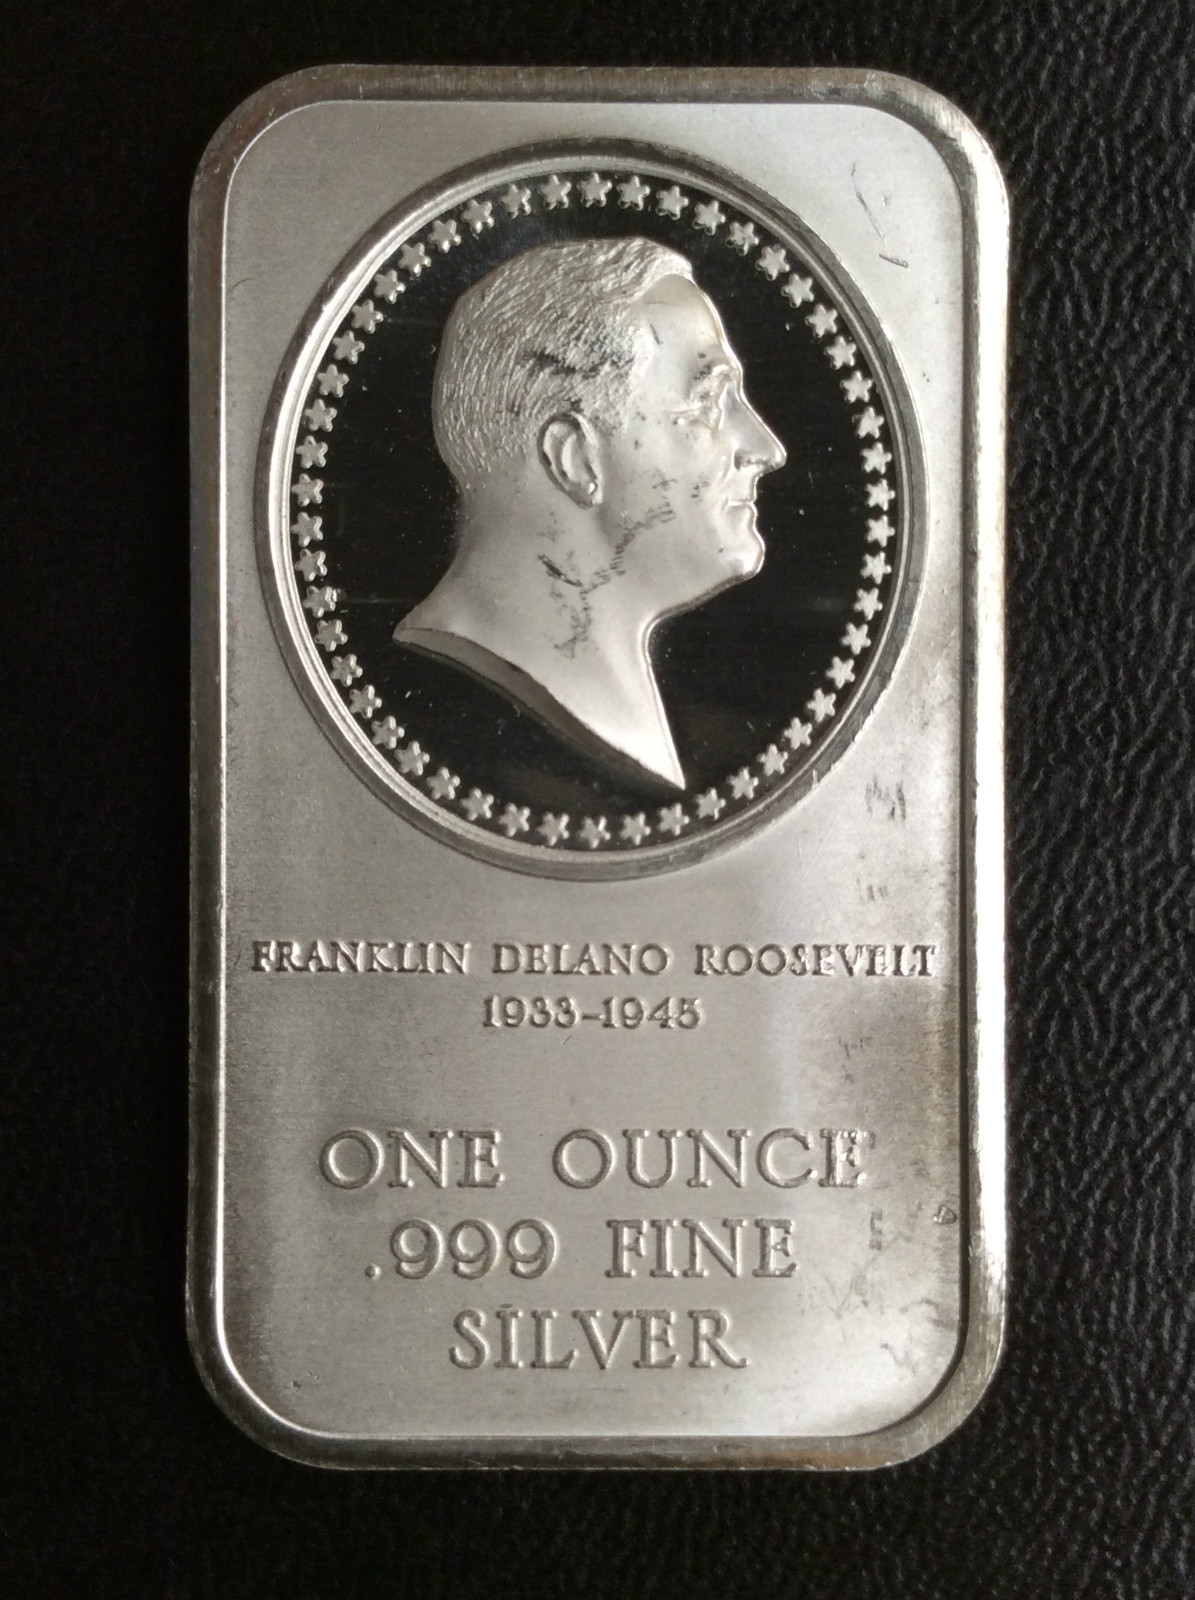 FRANKLIN DELANO ROOSEVELT
1933-1945
ONE OUNCE
.999 FINE
SILVER